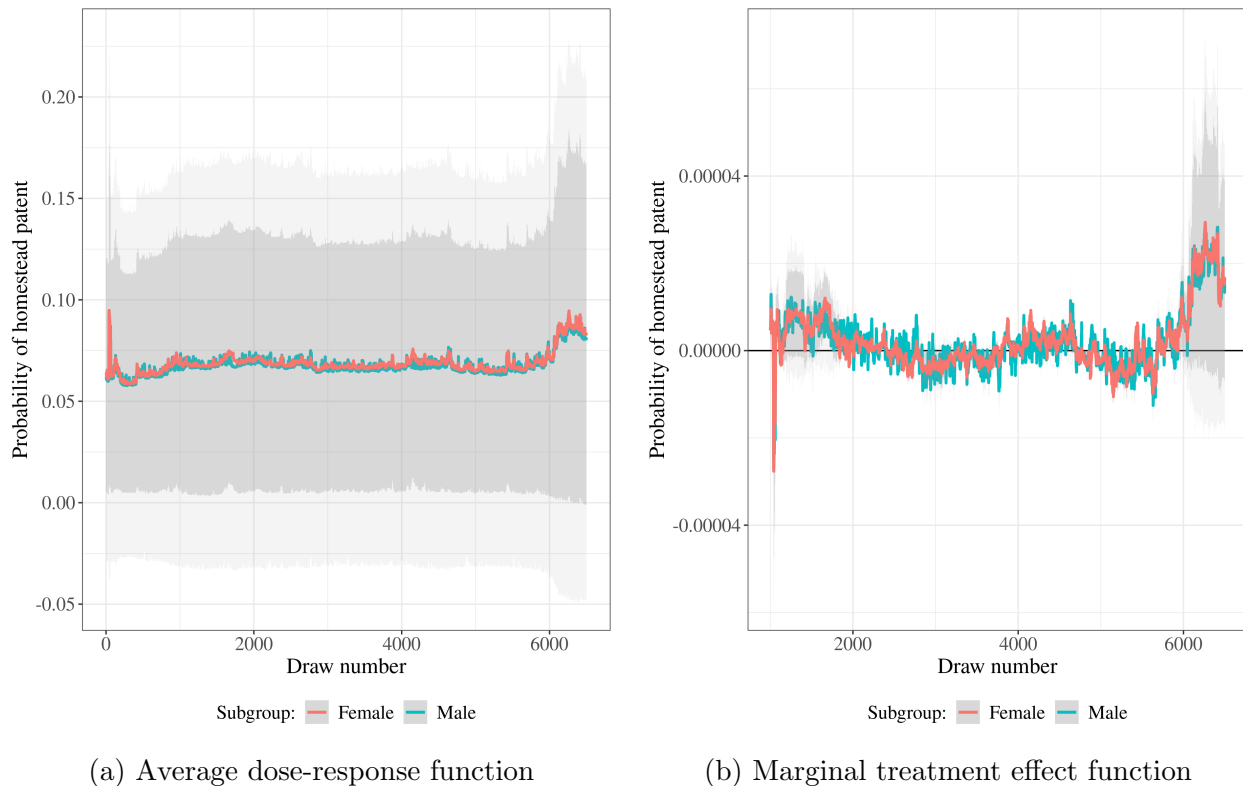 Probability of homestead patent
0.20
0.15
0.10
0.05
0.00
-0.05
0
2000
4000
6000
Draw number
Subgroup: Female Male
(a) Average dose-response function
Probability of homestead patent
0.00004
0.00000
-0.00004
2000
4000
6000
Draw number
Subgroup: Female Male
(b) Marginal treatment effect function